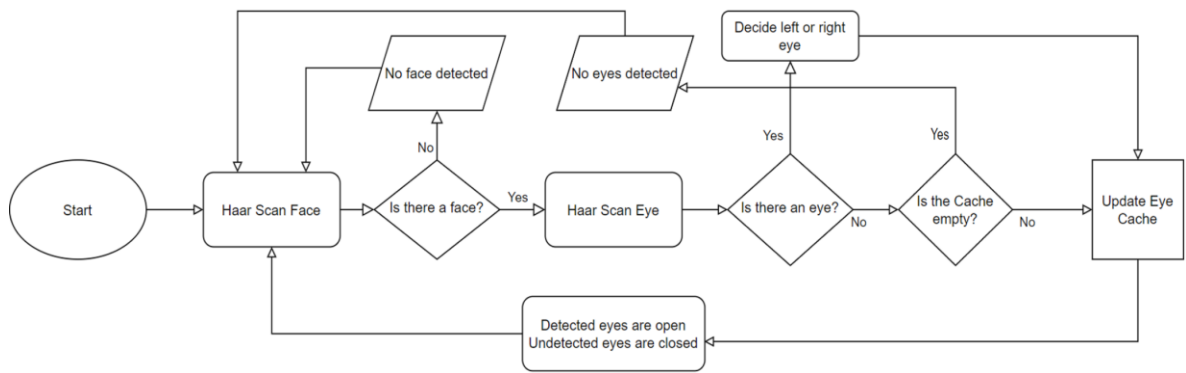 Decide left or right
eye
No face detected
No eyes detected
Yes
Yes
No
Start
Haar Scan Face
Is there a face?
Yes
Haar Scan Eye
Is there an eye?
No
Is the Cache
empty?
No
Update Eye
Cache
Detected eyes are open
Undetected eyes are closed